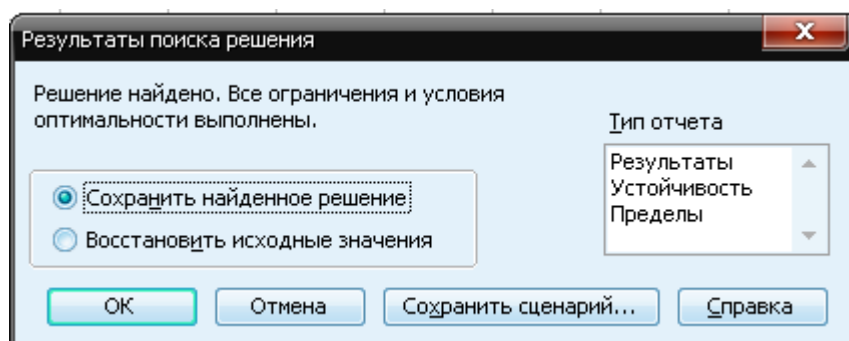 Результаты поиска решения
Решение найдено. Все ограничения и условия
оптимальности выполнены.
Тип отчета
Результаты
Устойчивость
Пределы
Сохранить найденное решение
Восстановить исходные значения
ОК
Отмена
Сохранить сценарий...
Справка